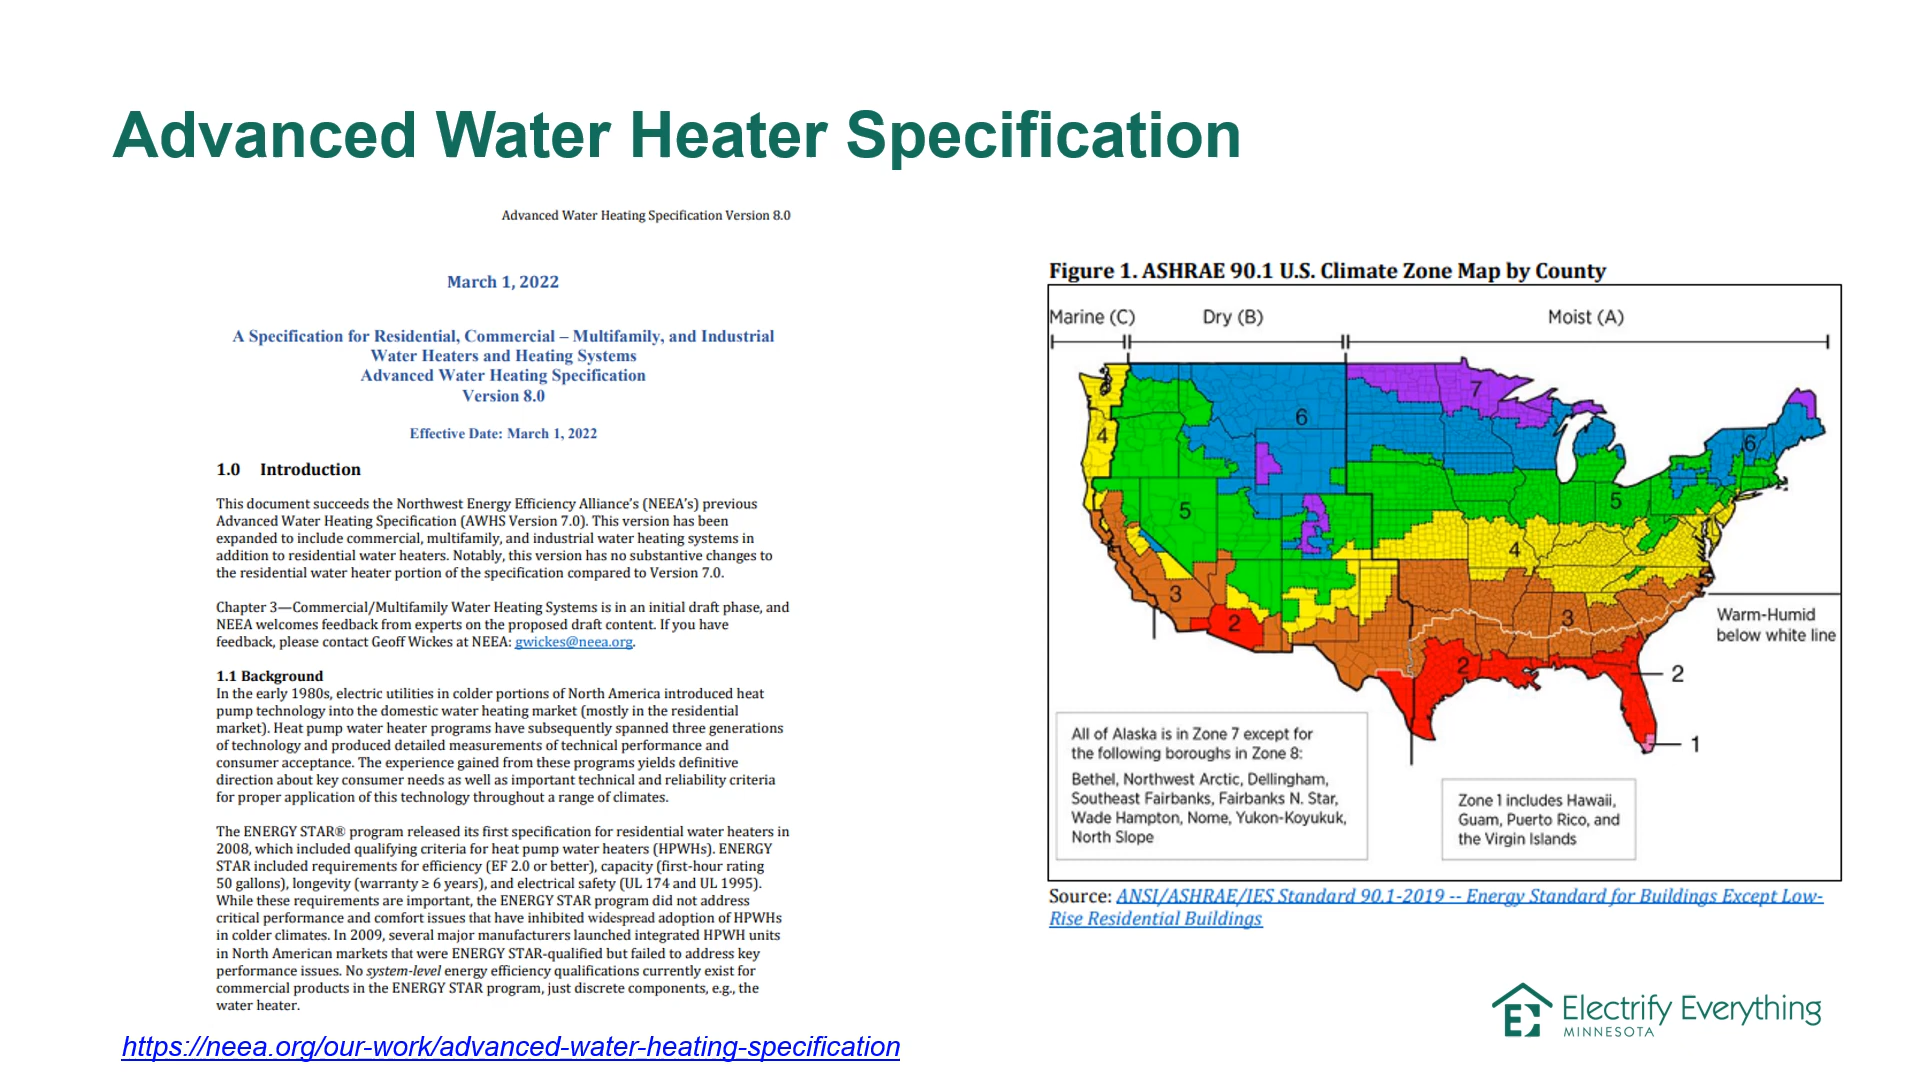 Advanced Water Heater Specification
Advanced Water Heating Specification Version 8.0
March 1, 2022
A Specification for Residential, Commercial – Multifamily, and Industrial
Water Heaters and Heating Systems
Advanced Water Heating Specification
Version 8.0
Effective Date: March 1, 2022
1.0 Introduction
This document succeeds the Northwest Energy Efficiency Alliance's (NEEA's) previous
Advanced Water Heating Specification (AWHS Version 7.0). This version has been
expanded to include commercial, multifamily, and industrial water heating systems in
addition to residential water heaters. Notably, this version has no substantive changes to
the residential water heater portion of the specification compared to Version 7.0.
Chapter 3—Commercial/Multifamily Water Heating Systems is in an initial draft phase, and
NEEA welcomes feedback from experts on the proposed draft content. If you have
feedback, please contact Geoff Wickes at NEEA: gwickes@neea.org.
1.1 Background
In the early 1980s, electric utilities in colder portions of North America introduced heat
pump technology into the domestic water heating market (mostly in the residential
market). Heat pump water heater programs have subsequently spanned three generations
of technology and produced detailed measurements of technical performance and
consumer acceptance. The experience gained from these programs yields definitive
direction about key consumer needs as well as important technical and reliability criteria
for proper application of this technology throughout a range of climates.
The ENERGY STAR® program released its first specification for residential water heaters in
2008, which included qualifying criteria for heat pump water heaters (HPWHs). ENERGY
STAR included requirements for efficiency (EF 2.0 or better), capacity (first-hour rating
50 gallons), longevity (warranty ≥ 6 years), and electrical safety (UL 174 and UL 1995).
While these requirements are important, the ENERGY STAR program did not address
critical performance and comfort issues that have inhibited widespread adoption of HPWHs
in colder climates. In 2009, several major manufacturers launched integrated HPWH units
in North American markets that were ENERGY STAR-qualified but failed to address key
performance issues. No system-level energy efficiency qualifications currently exist for
commercial products in the ENERGY STAR program, just discrete components, e.g., the
water heater.
https://neea.org/our-work/advanced-water-heating-specification
Figure 1. ASHRAE 90.1 U.S. Climate Zone Map by County
Marine (C)
Dry (B)
Moist (A)
7
6
4
6
5
5
4
3
3
2
2
Warm-Humid
below white line
2
1
All of Alaska is in Zone 7 except for
the following boroughs in Zone 8:
Bethel, Northwest Arctic, Dellingham,
Southeast Fairbanks, Fairbanks N. Star,
Wade Hampton, Nome, Yukon-Koyukuk,
North Slope
Zone 1 includes Hawaii,
Guam, Puerto Rico, and
the Virgin Islands
Source: ANSI/ASHRAE/IES Standard 90.1-2019 -- Energy Standard for Buildings Except Low-
Rise Residential Buildings
Electrify Everything
MINNESOTA